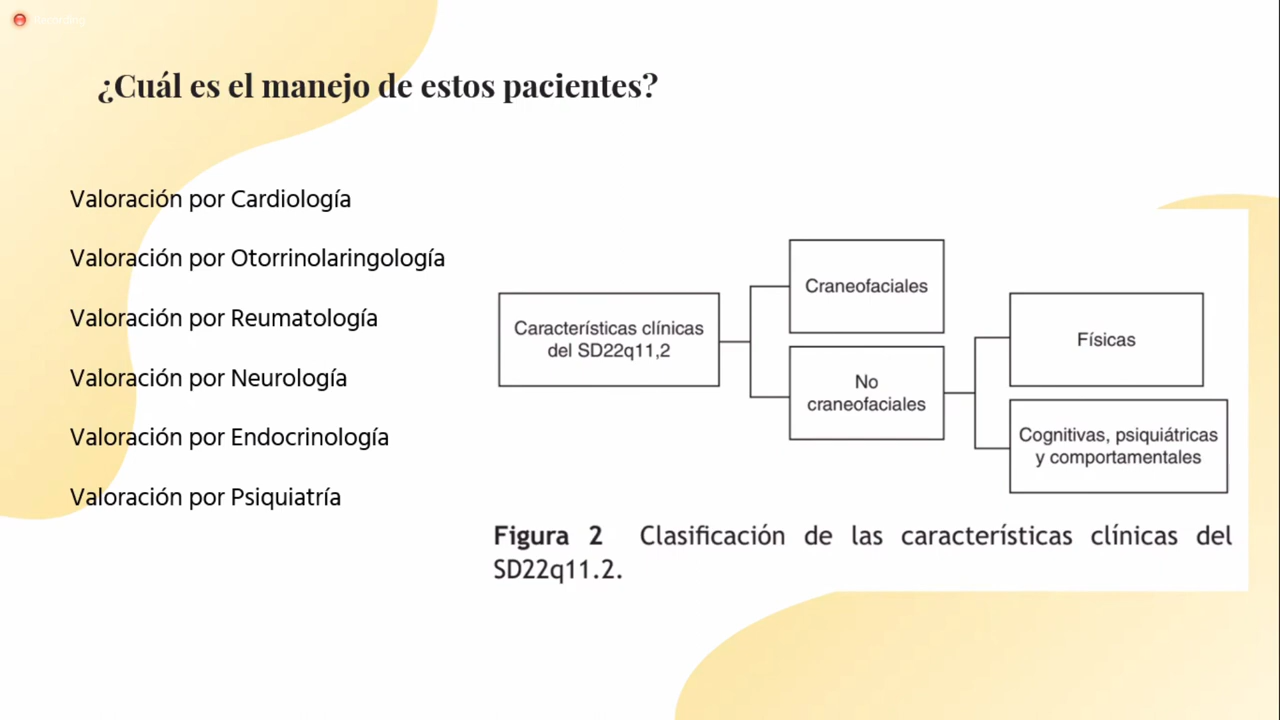 Recording
¿Cuál es el manejo de estos pacientes?
Valoración por Cardiología
Valoración por Otorrinolaringología
Valoración por Reumatología
Valoración por Neurología
Valoración por Endocrinología
Valoración por Psiquiatría
Características clínicas
del SD22q11,2
Craneofaciales
No
craneofaciales
Físicas
Cognitivas, psiquiátricas
y comportamentales
Figura 2 Clasificación de las características clínicas del
SD22q11.2.